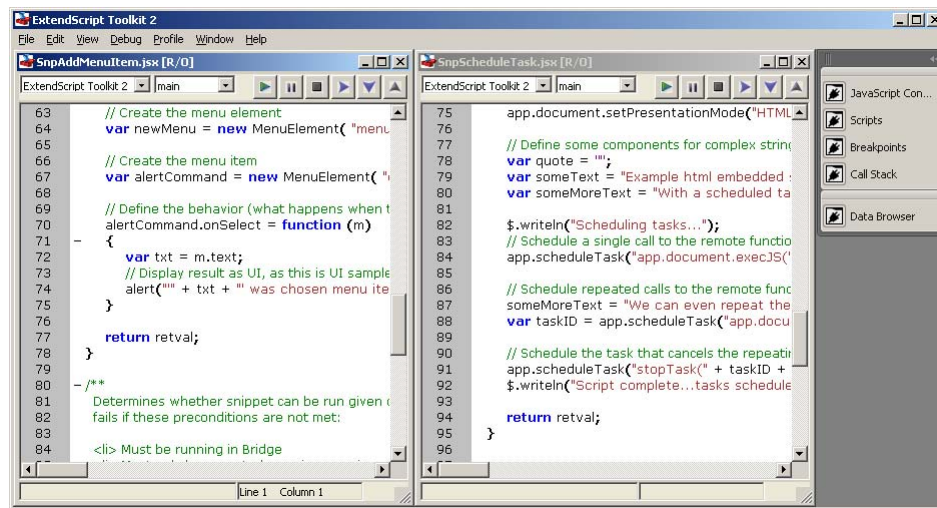 ExtendScript Toolkit 2
File Edit View Debug Profile Window Help
SnpAddMenuItem.jsx [R/O]
ExtendScript Toolkit 2 main
63 // Create the menu element
64 var newMenu = new MenuElement( "menu
65
66 // Create the menu item
67 var alertCommand = new MenuElement( "
68
69 // Define the behavior (what happens when t
70 alertCommand.onSelect = function (m)
71 {
72 var txt = m.text;
73 // Display result as UI, as this is UI sample
74 alert("'" + txt + "' was chosen menu ite
75 }
76
77 return retval;
78 }
79
80 /**
81 Determines whether snippet can be run given
82 fails if these preconditions are not met:
83
84 <li> Must be running in Bridge
Line 1 Column 1
SnpScheduleTask.jsx [R/O]
ExtendScript Toolkit 2 main
75 app.document.setPresentationMode("HTML
76
77 // Define some components for complex string
78 var quote = '"';
79 var someText = "Example html embedded
80 var someMoreText = "With a scheduled ta
81
82 $.writeln("Scheduling tasks...");
83 // Schedule a single call to the remote functio
84 app.scheduleTask("app.document.execJS('
85
86 // Schedule repeated calls to the remote func
87 someMoreText = "We can even repeat the
88 var taskID = app.scheduleTask("app.docu
89
90 // Schedule the task that cancels the repeatin
91 app.scheduleTask("stopTask(" + taskID +
92 $.writeln("Script complete...tasks schedule
93
94 return retval;
95 }
96
JavaScript Con...
Scripts
Breakpoints
Call Stack
Data Browser